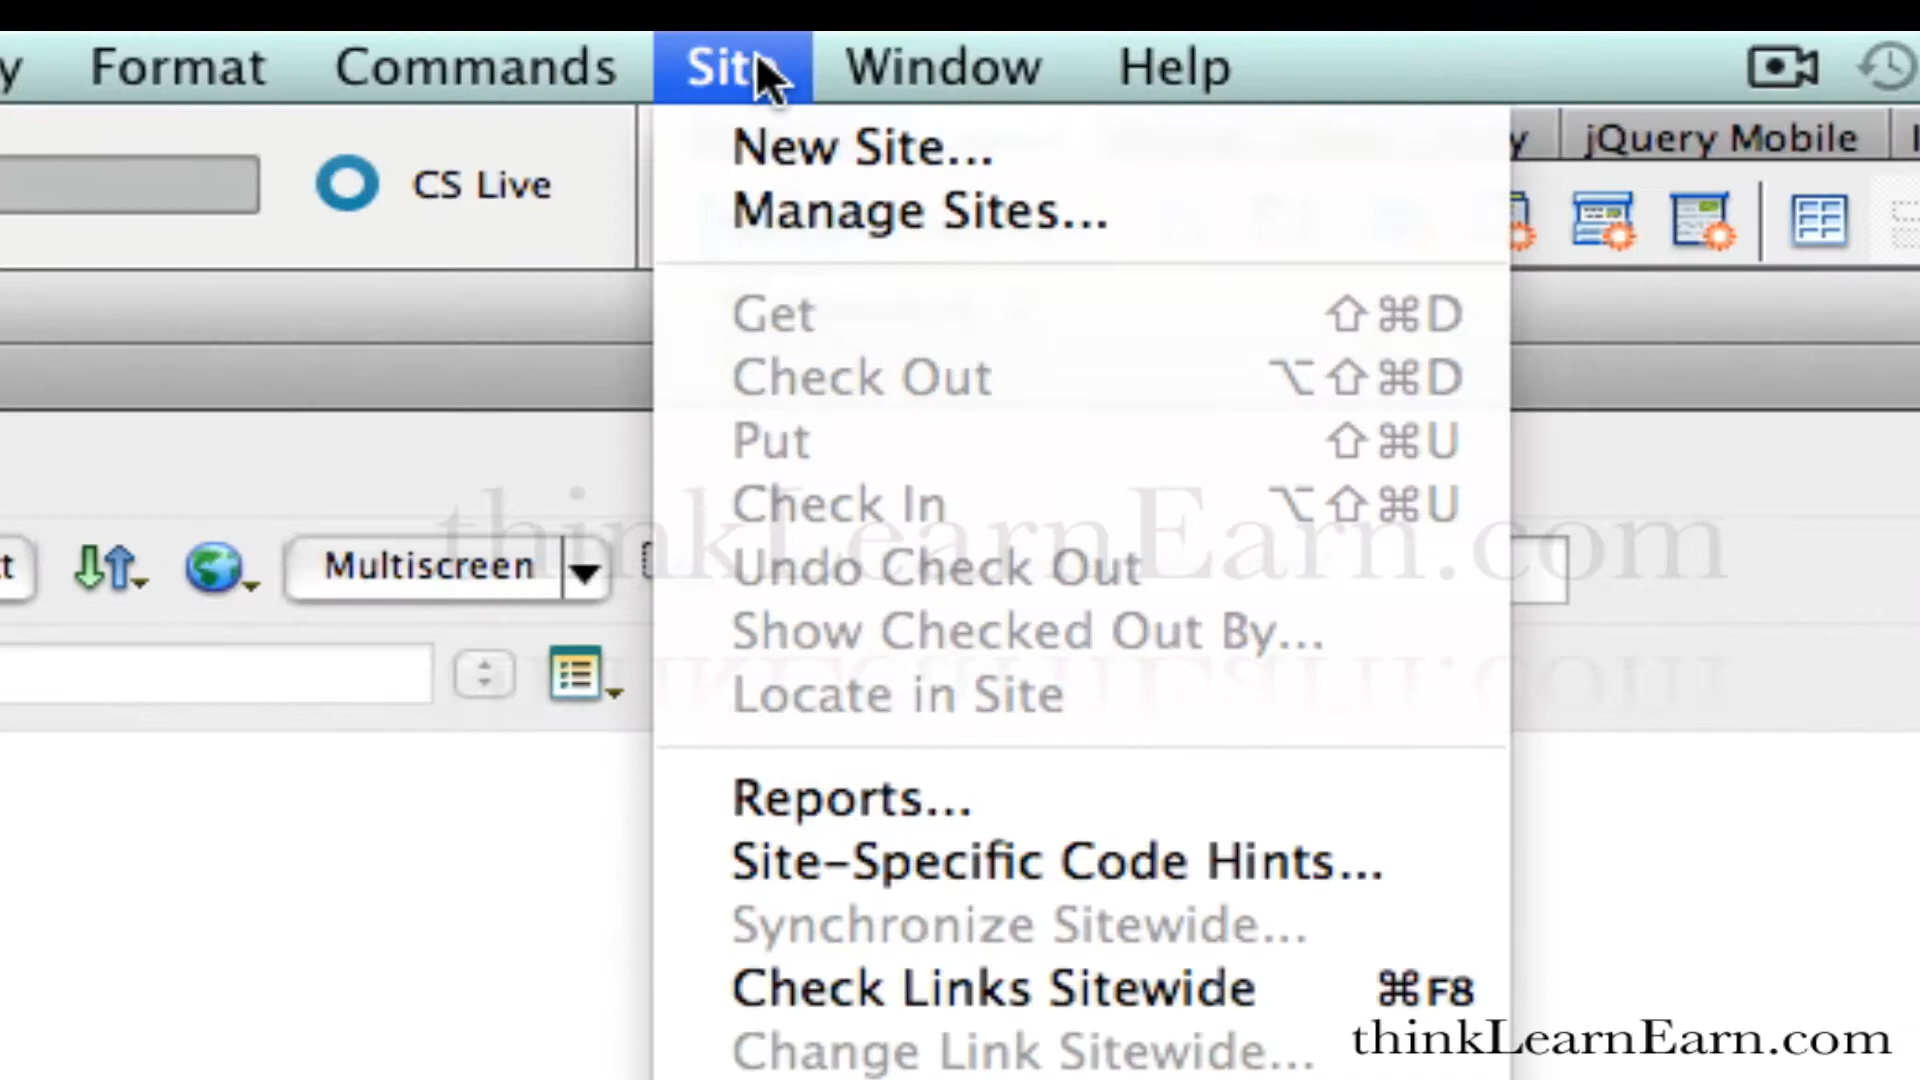 y Format Commands Site Window Help
CS Live
y jQuery Mobile
New Site...
Manage Sites...
Get ⇧⌘D
Check Out ⌥⇧⌘D
Put ⇧⌘U
Check In ⌥⇧⌘U
thinkLearnEarn.com
Multiscreen
Undo Check Out
Show Checked Out By...
Locate in Site
Reports...
Site-Specific Code Hints...
Synchronize Sitewide...
Check Links Sitewide ⌘F8
Change Link Sitewide...
thinkLearnEarn.com